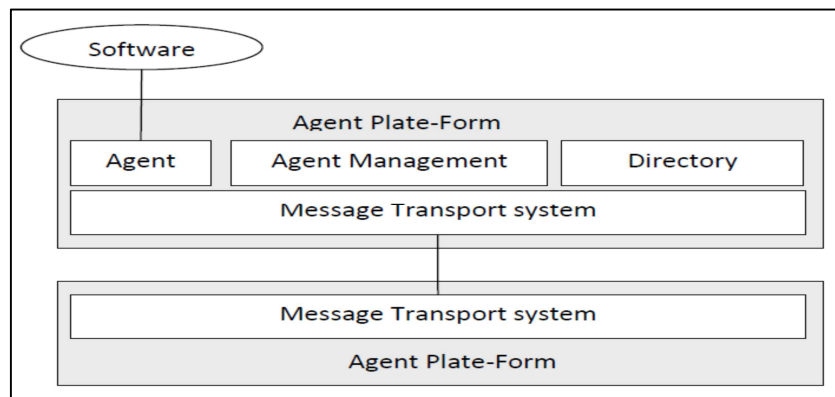 Software
Agent Plate-Form
Agent
Agent Management
Directory
Message Transport system
Message Transport system
Agent Plate-Form